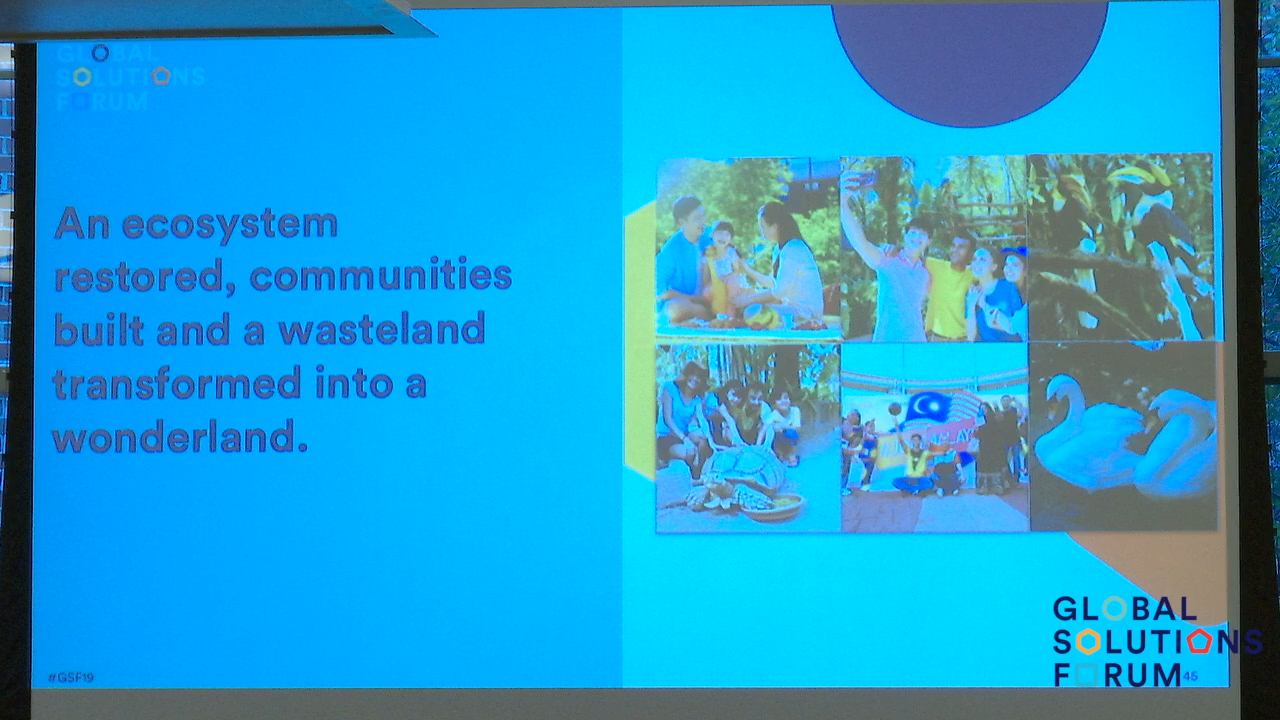 GLOBAL
SOLUTIONS
FORUM
An ecosystem
restored, communities
built and a wasteland
transformed into a
wonderland.
#GSF19
GLOBAL
SOLUTIONS
FORUM
45